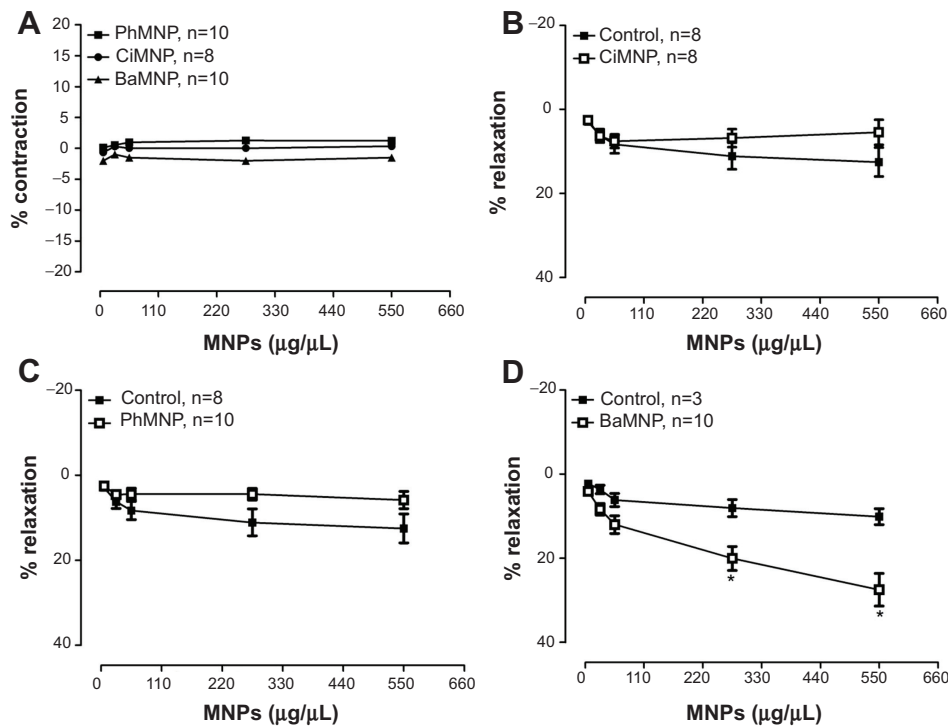 A
20
15
10
5
0
−5
−10
−15
−20
% contraction
PhMNP, n=10
CiMNP, n=8
BaMNP, n=10
0 110 220 330 440 550 660
MNPs (µg/µL)
B
−20
0
20
40
% relaxation
Control, n=8
CiMNP, n=8
0 110 220 330 440 550 660
MNPs (µg/µL)
C
−20
0
20
40
% relaxation
Control, n=8
PhMNP, n=10
0 110 220 330 440 550 660
MNPs (µg/µL)
D
−20
0
20
40
% relaxation
Control, n=3
BaMNP, n=10
*
*
0 110 220 330 440 550 660
MNPs (µg/µL)